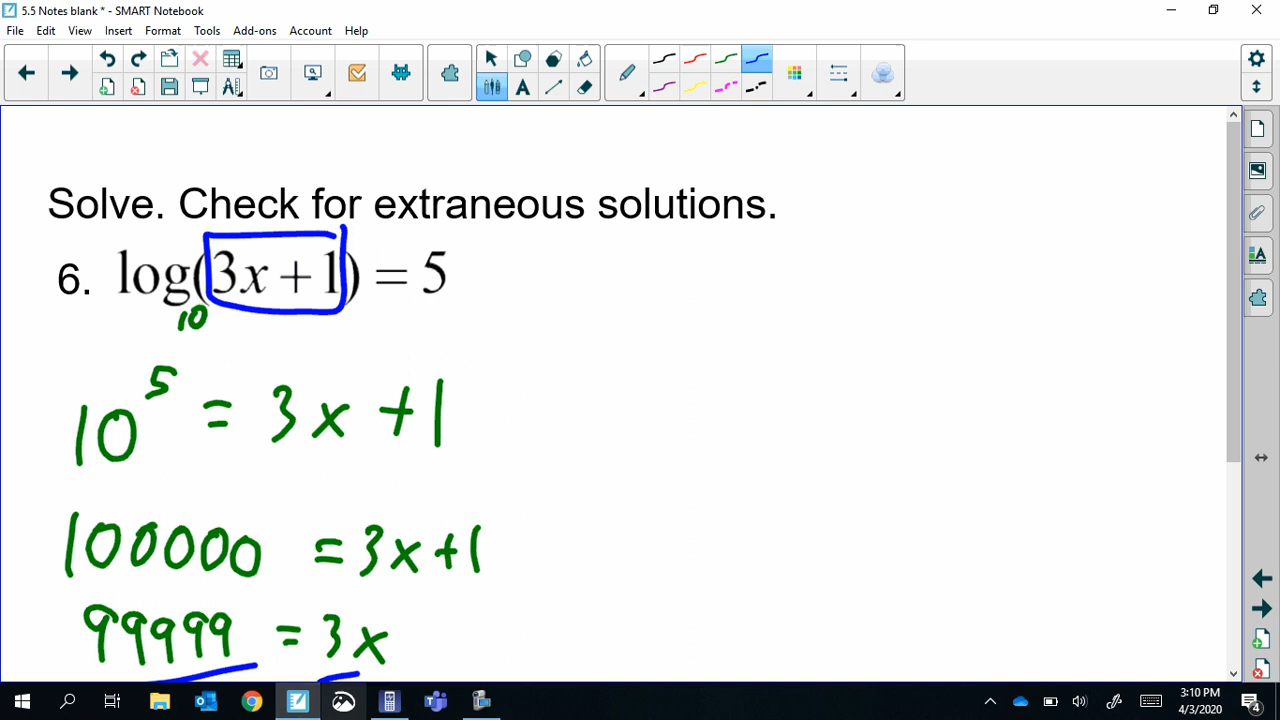 5.5 Notes blank * - SMART Notebook
File Edit View Insert Format Tools Add-ons Account Help
Solve. Check for extraneous solutions.
6. log(3x + 1) = 5
10
10^5 = 3x + 1
100000 = 3x + 1
99999 = 3x
3:10 PM
4/3/2020
4